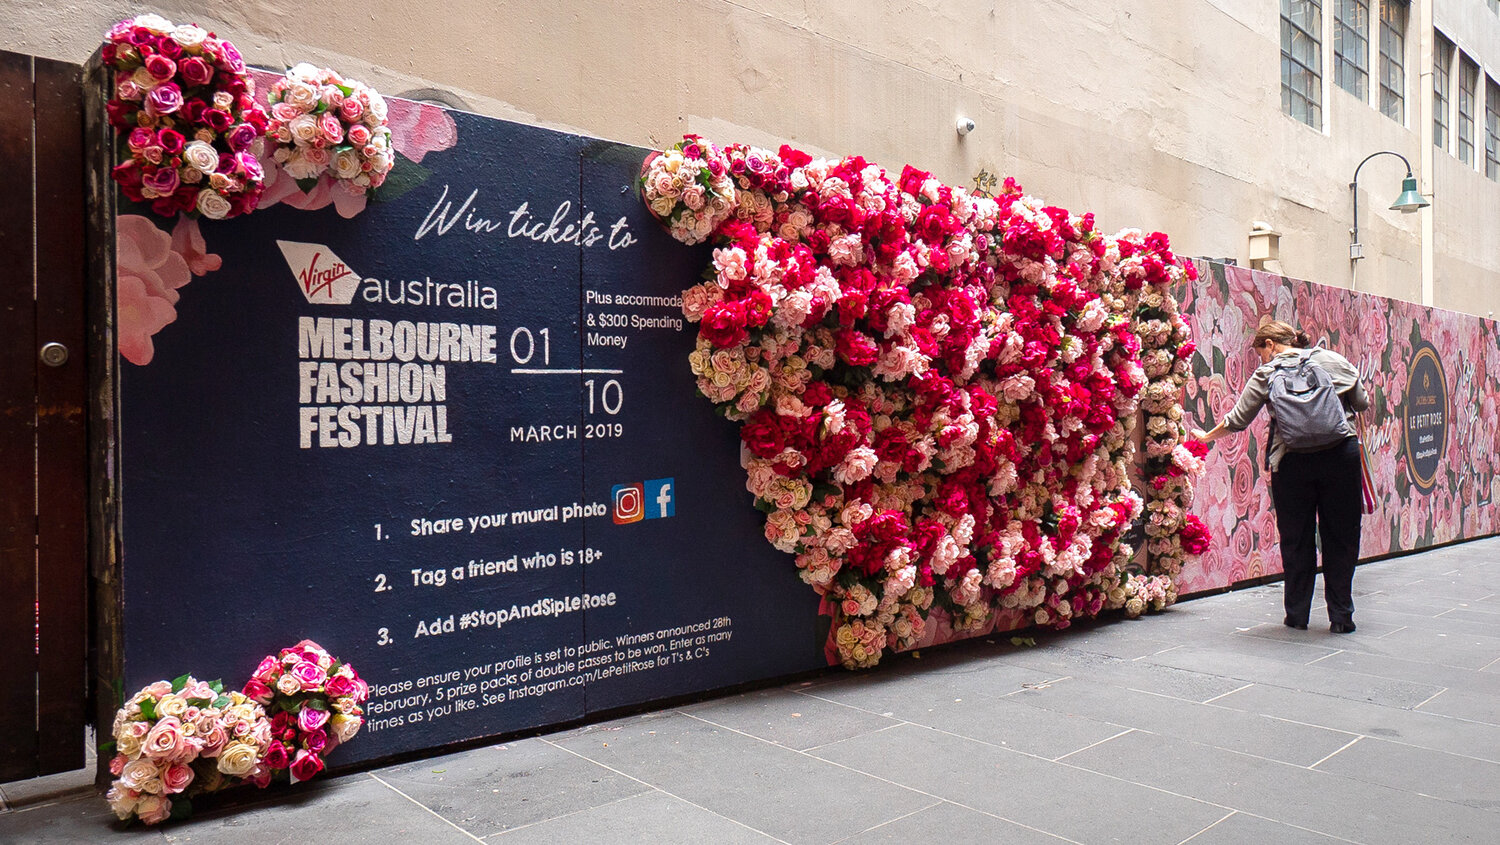 Win tickets to
Virgin australia
MELBOURNE
FASHION
FESTIVAL
01
10
MARCH 2019
Plus accommoda
& $300 Spending
Money
1. Share your mural photo
2. Tag a friend who is 18+
3. Add #StopAndSipLeRose
Please ensure your profile is set to public. Winners announced 28th
February, 5 prize packs of double passes to be won. Enter as many
times as you like. See Instagram.com/LePetitRose for T's & C's
JACOB'S CREEK
LE PETIT ROSE